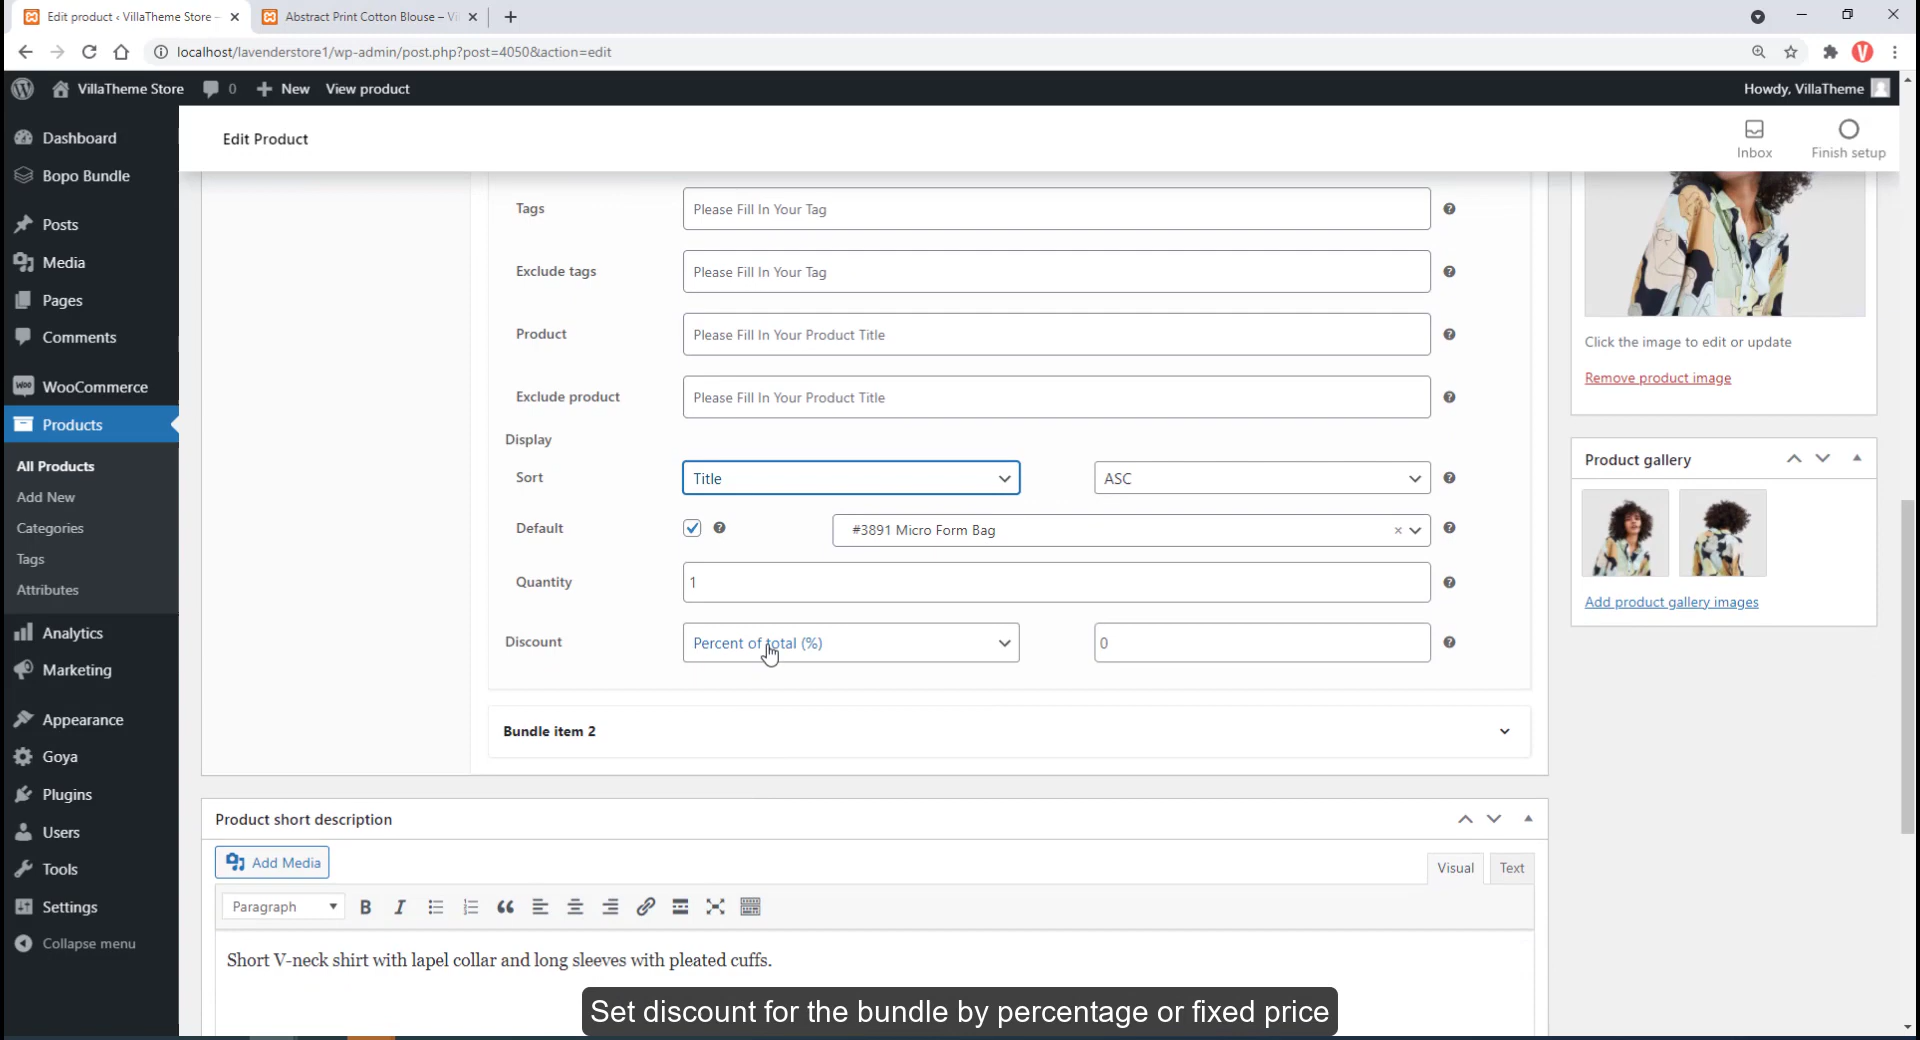 Edit product ‹ VillaTheme Store –
Abstract Print Cotton Blouse – Vi
localhost/lavenderstore1/wp-admin/post.php?post=4050&action=edit
V
VillaTheme Store
0
New
View product
Howdy, VillaTheme
Edit Product
Inbox
Finish setup
Dashboard
Bopo Bundle
Posts
Media
Pages
Comments
WooCommerce
Products
All Products
Add New
Categories
Tags
Attributes
Analytics
Marketing
Appearance
Goya
Plugins
Users
Tools
Settings
Collapse menu
Tags
Please Fill In Your Tag
Exclude tags
Please Fill In Your Tag
Product
Please Fill In Your Product Title
Exclude product
Please Fill In Your Product Title
Display
Sort
Title
ASC
Default
#3891 Micro Form Bag
×
Quantity
1
Discount
Percent of total (%)
0
Bundle item 2
Click the image to edit or update
Remove product image
Product gallery
Add product gallery images
Product short description
Add Media
Visual
Text
Paragraph
B
I
Short V-neck shirt with lapel collar and long sleeves with pleated cuffs.
Set discount for the bundle by percentage or fixed price